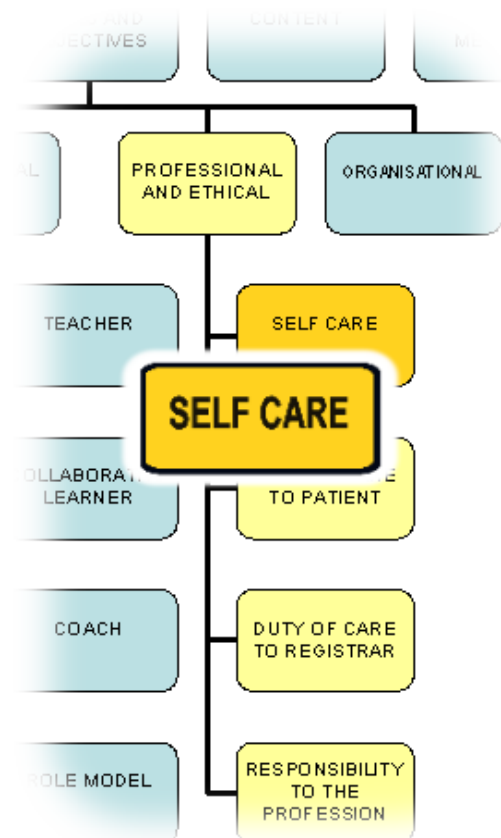 AND
CONTENT
PROFESSIONAL
AND ETHICAL
ORGANISATIONAL
TEACHER
SELF CARE
SELF CARE
LEARNER
TO PATIENT
COACH
DUTY OF CARE
TO REGISTRAR
ROLE MODEL
RESPONSIBILITY
TO THE
PROFESSION